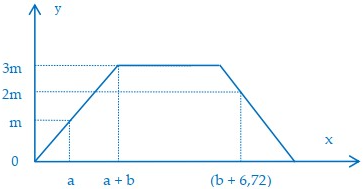 y
3m
2m
m
x
0
a a + b (b + 6,72)